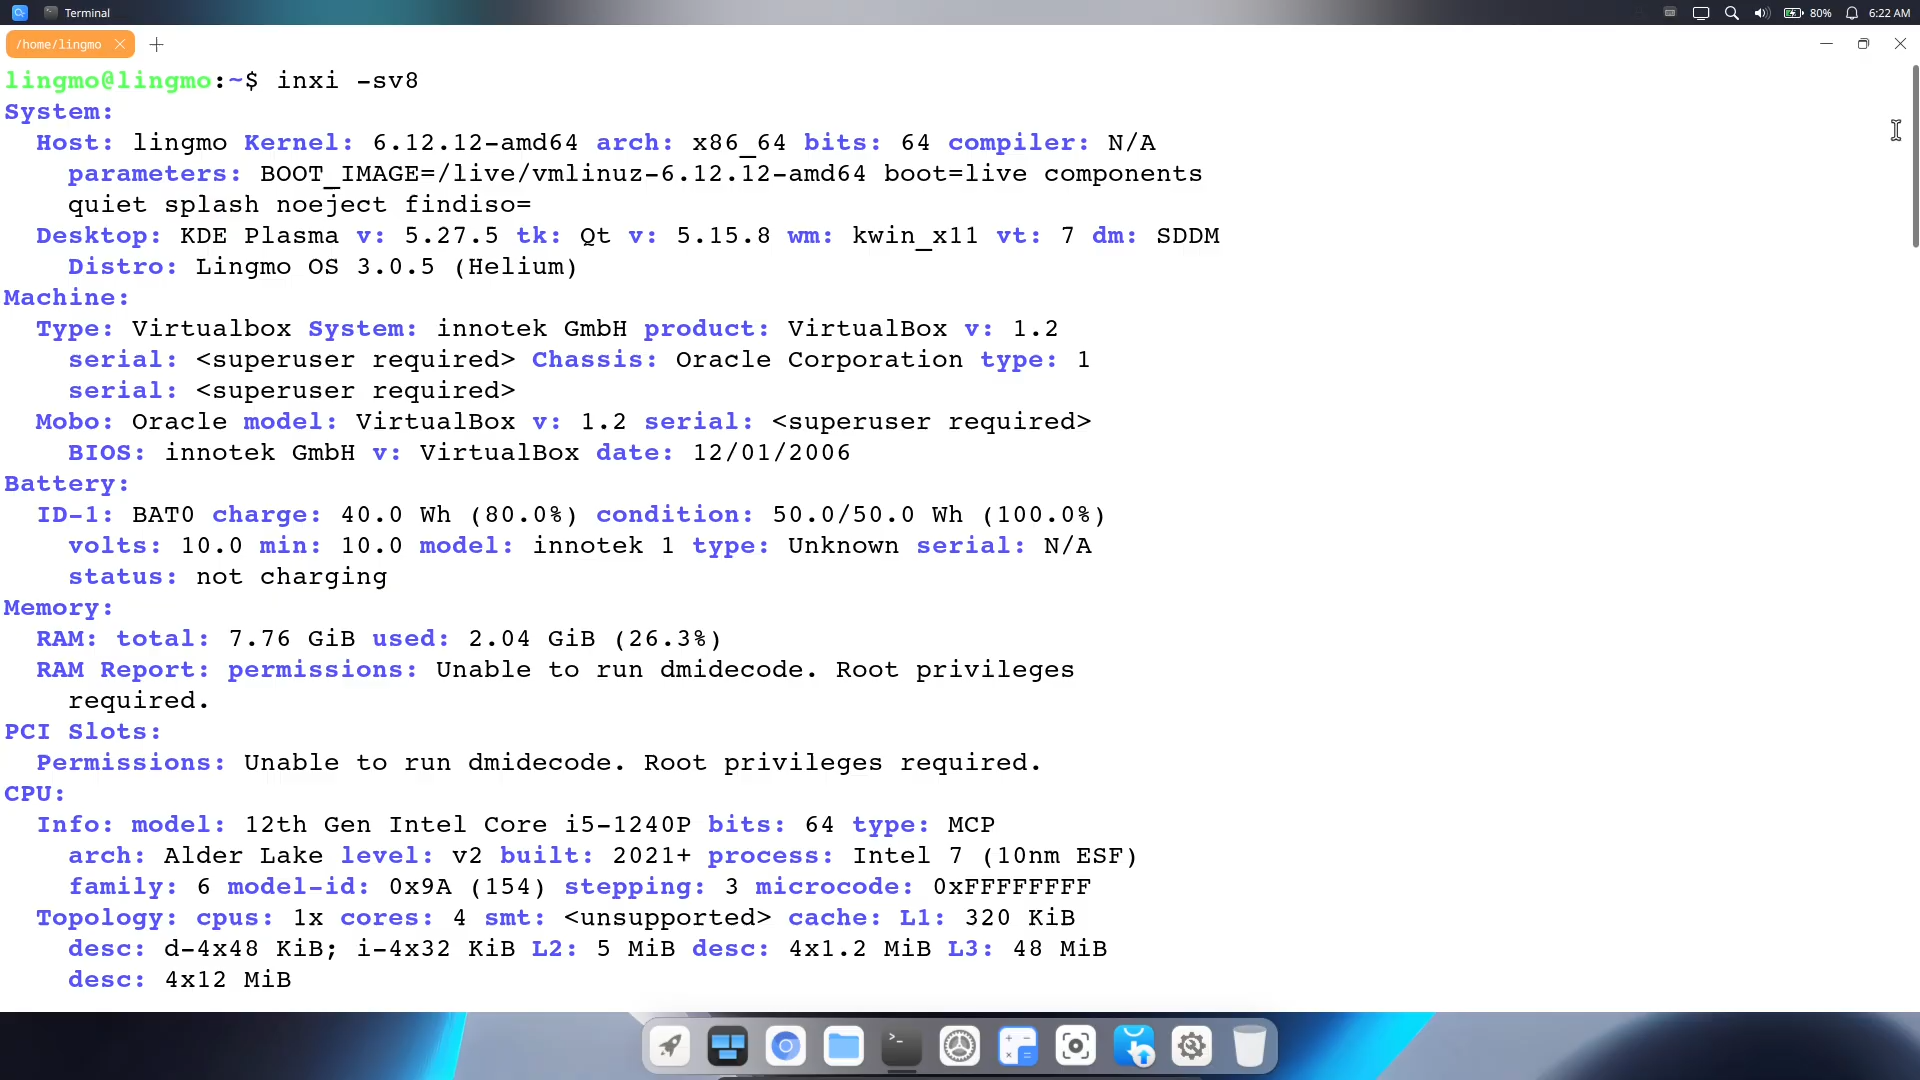 Terminal
80%
6:22 AM
/home/lingmo
lingmo@lingmo:~$ inxi -sv8
System:
Host: lingmo Kernel: 6.12.12-amd64 arch: x86_64 bits: 64 compiler: N/A
parameters: BOOT_IMAGE=/live/vmlinuz-6.12.12-amd64 boot=live components
quiet splash noeject findiso=
Desktop: KDE Plasma v: 5.27.5 tk: Qt v: 5.15.8 wm: kwin_x11 vt: 7 dm: SDDM
Distro: Lingmo OS 3.0.5 (Helium)
Machine:
Type: Virtualbox System: innotek GmbH product: VirtualBox v: 1.2
serial: <superuser required> Chassis: Oracle Corporation type: 1
serial: <superuser required>
Mobo: Oracle model: VirtualBox v: 1.2 serial: <superuser required>
BIOS: innotek GmbH v: VirtualBox date: 12/01/2006
Battery:
ID-1: BAT0 charge: 40.0 Wh (80.0%) condition: 50.0/50.0 Wh (100.0%)
volts: 10.0 min: 10.0 model: innotek 1 type: Unknown serial: N/A
status: not charging
Memory:
RAM: total: 7.76 GiB used: 2.04 GiB (26.3%)
RAM Report: permissions: Unable to run dmidecode. Root privileges
required.
PCI Slots:
Permissions: Unable to run dmidecode. Root privileges required.
CPU:
Info: model: 12th Gen Intel Core i5-1240P bits: 64 type: MCP
arch: Alder Lake level: v2 built: 2021+ process: Intel 7 (10nm ESF)
family: 6 model-id: 0x9A (154) stepping: 3 microcode: 0xFFFFFFFF
Topology: cpus: 1x cores: 4 smt: <unsupported> cache: L1: 320 KiB
desc: d-4x48 KiB; i-4x32 KiB L2: 5 MiB desc: 4x1.2 MiB L3: 48 MiB
desc: 4x12 MiB